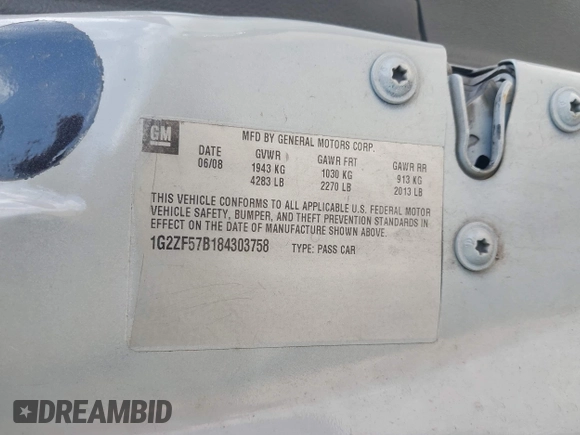 GM
MFD BY GENERAL MOTORS CORP.
DATE GVWR GAWR FRT GAWR RR
06/08 1943 KG 1030 KG 913 KG
4283 LB 2270 LB 2013 LB
THIS VEHICLE CONFORMS TO ALL APPLICABLE U.S. FEDERAL MOTOR
VEHICLE SAFETY, BUMPER, AND THEFT PREVENTION STANDARDS IN
EFFECT ON THE DATE OF MANUFACTURE SHOWN ABOVE.
1G2ZF57B184303758 TYPE: PASS CAR
DREAMBID